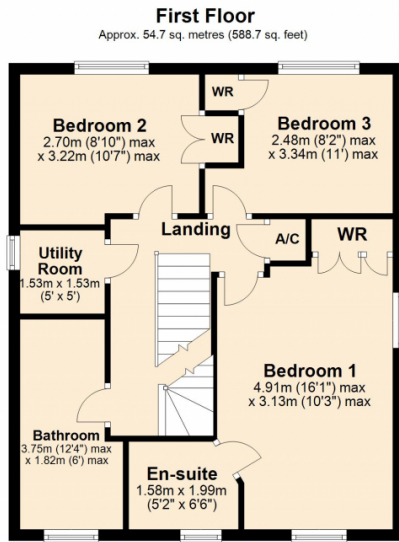 First Floor
Approx. 54.7 sq. metres (588.7 sq. feet)
WR
Bedroom 2
2.70m (8'10") max
x 3.22m (10'7") max
WR
Bedroom 3
2.48m (8'2") max
x 3.34m (11') max
Landing
A/C
WR
Utility
Room
1.53m x 1.53m
(5' x 5')
Bedroom 1
4.91m (16'1") max
x 3.13m (10'3") max
Bathroom
3.75m (12'4") max
x 1.82m (6') max
En-suite
1.58m x 1.99m
(5'2" x 6'6")